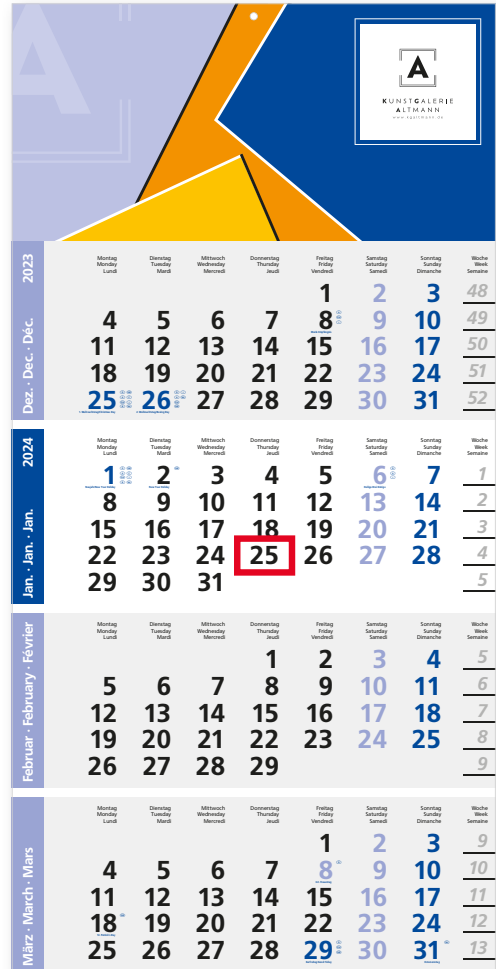 A
A
KUNSTGALERIE
ALTMANN
www.kgaltmann.de
2023
Dez. · Dec. · Déc.
Montag Dienstag Mittwoch Donnerstag Freitag Samstag Sonntag Woche
Monday Tuesday Wednesday Thursday Friday Saturday Sunday Week
Lundi Mardi Mercredi Jeudi Vendredi Samedi Dimanche Semaine
1 2 3 48
4 5 6 7 8 9 10 49
11 12 13 14 15 16 17 50
18 19 20 21 22 23 24 51
25 26 27 28 29 30 31 52
2024
Jan. · Jan. · Jan.
Montag Dienstag Mittwoch Donnerstag Freitag Samstag Sonntag Woche
Monday Tuesday Wednesday Thursday Friday Saturday Sunday Week
Lundi Mardi Mercredi Jeudi Vendredi Samedi Dimanche Semaine
1 2 3 4 5 6 7 1
8 9 10 11 12 13 14 2
15 16 17 18 19 20 21 3
22 23 24 25 26 27 28 4
29 30 31 5
Februar · February · Février
Montag Dienstag Mittwoch Donnerstag Freitag Samstag Sonntag Woche
Monday Tuesday Wednesday Thursday Friday Saturday Sunday Week
Lundi Mardi Mercredi Jeudi Vendredi Samedi Dimanche Semaine
1 2 3 4 5
5 6 7 8 9 10 11 6
12 13 14 15 16 17 18 7
19 20 21 22 23 24 25 8
26 27 28 29 9
März · March · Mars
Montag Dienstag Mittwoch Donnerstag Freitag Samstag Sonntag Woche
Monday Tuesday Wednesday Thursday Friday Saturday Sunday Week
Lundi Mardi Mercredi Jeudi Vendredi Samedi Dimanche Semaine
1 2 3 9
4 5 6 7 8 9 10 10
11 12 13 14 15 16 17 11
18 19 20 21 22 23 24 12
25 26 27 28 29 30 31 13